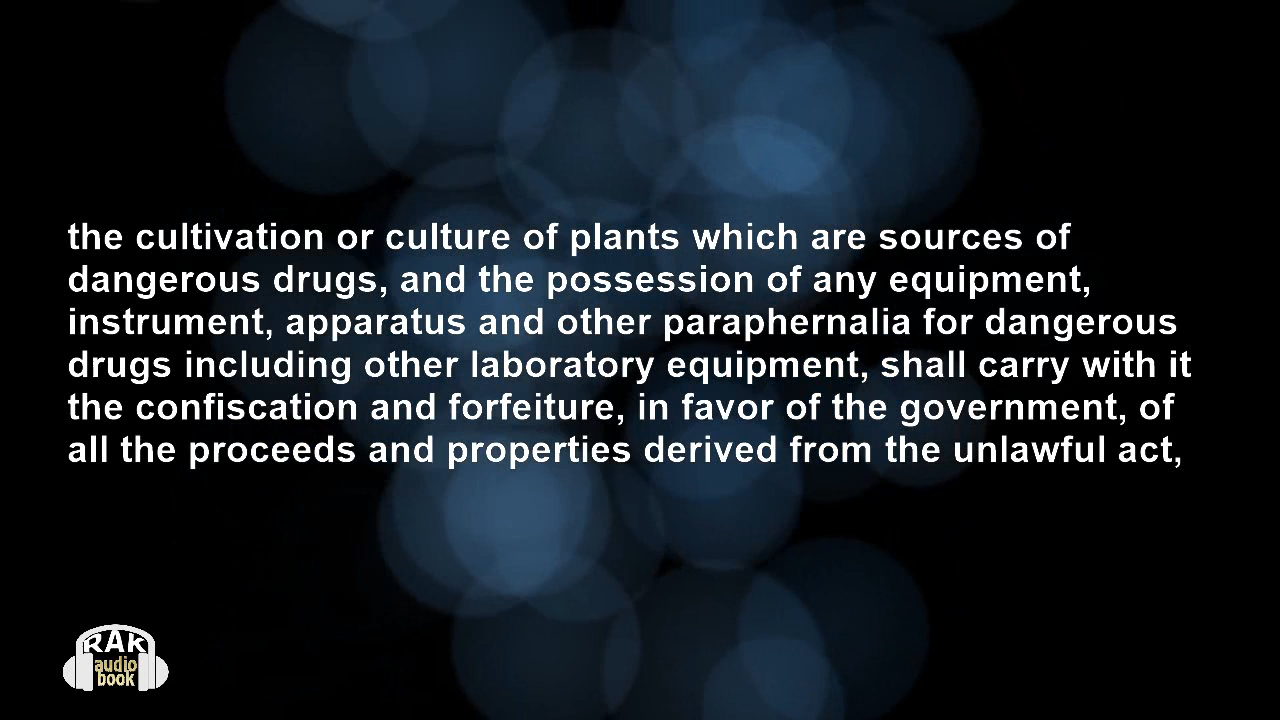 the cultivation or culture of plants which are sources of
dangerous drugs, and the possession of any equipment,
instrument, apparatus and other paraphernalia for dangerous
drugs including other laboratory equipment, shall carry with it
the confiscation and forfeiture, in favor of the government, of
all the proceeds and properties derived from the unlawful act,
RAK
audio
book